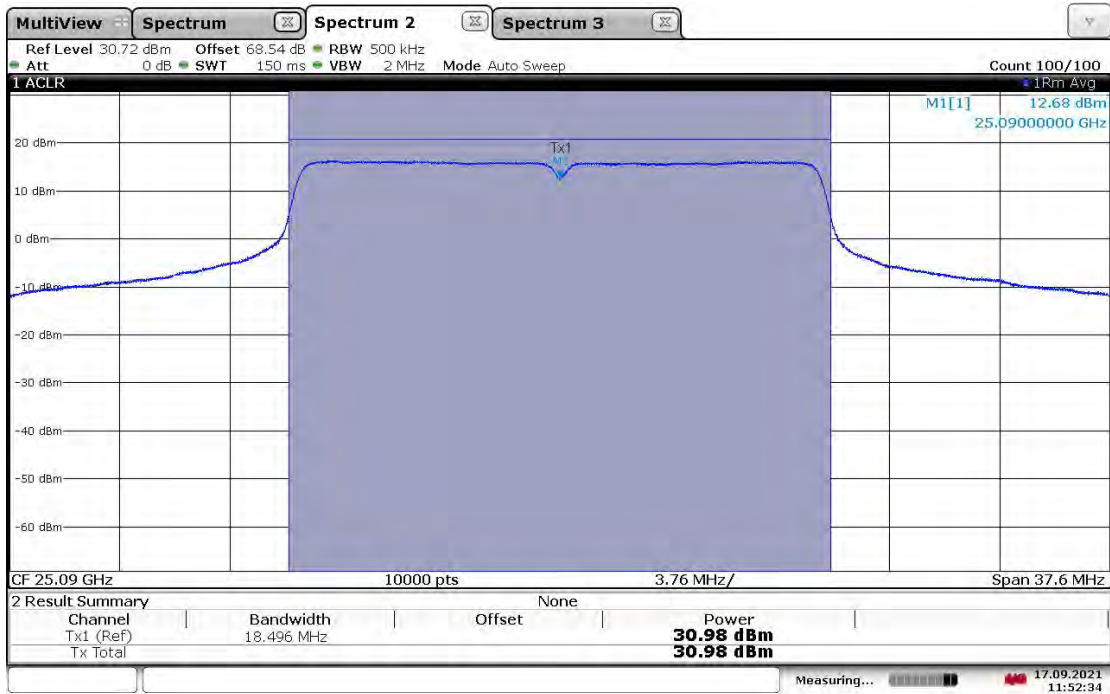 MultiView Spectrum Spectrum 2 Spectrum 3
Ref Level 30.72 dBm Offset 68.54 dB RBW 500 kHz
Att 0 dB SWT 150 ms VBW 2 MHz Mode Auto Sweep Count 100/100
1 ACLR 1Rm Avg
M1[1] 12.68 dBm
25.09000000 GHz
20 dBm
Tx1
M1
10 dBm
0 dBm
-10 dBm
-20 dBm
-30 dBm
-40 dBm
-50 dBm
-60 dBm
CF 25.09 GHz 10000 pts 3.76 MHz/ Span 37.6 MHz
2 Result Summary None
Channel Bandwidth Offset Power
Tx1 (Ref) 18.496 MHz 30.98 dBm
Tx Total 30.98 dBm
Measuring... 17.09.2021
11:52:34